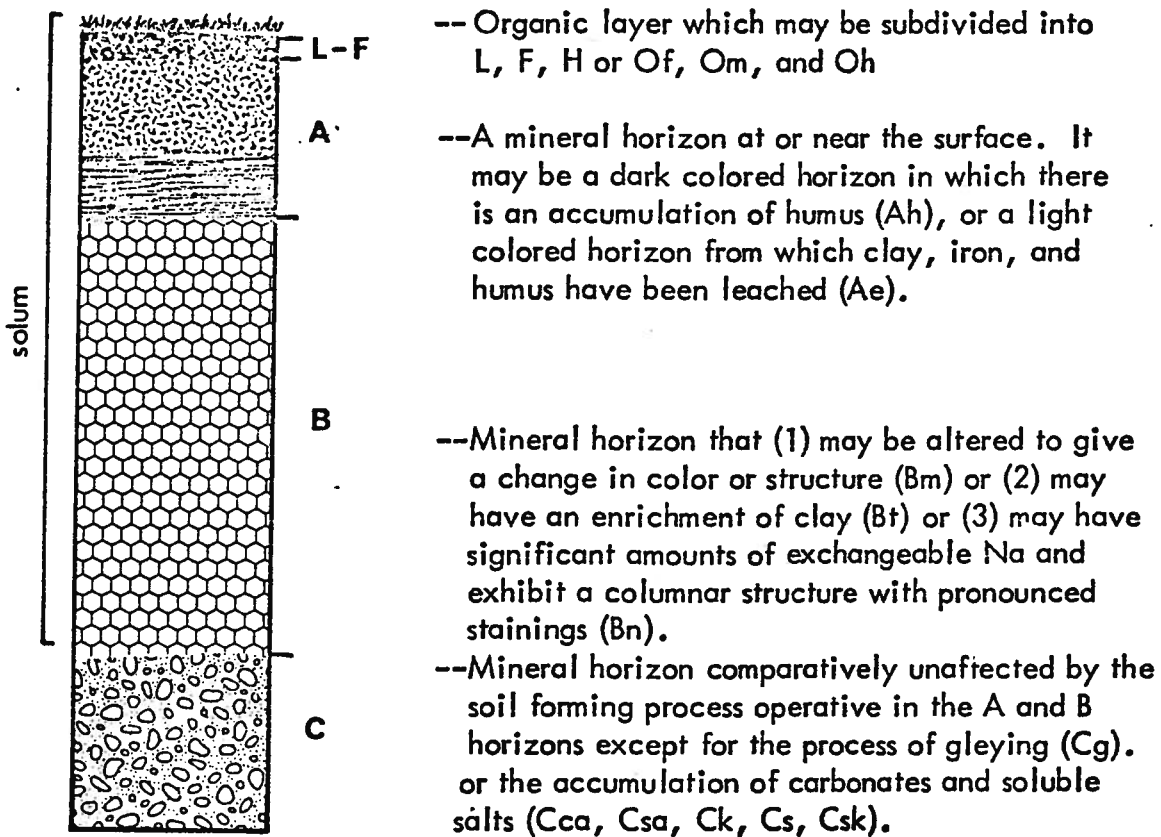 -- Organic layer which may be subdivided into
L-F
L, F, H or Of, Om, and Oh
A
--A mineral horizon at or near the surface. It
may be a dark colored horizon in which there
is an accumulation of humus (Ah), or a light
colored horizon from which clay, iron, and
humus have been leached (Ae).
solum
B
--Mineral horizon that (1) may be altered to give
a change in color or structure (Bm) or (2) may
have an enrichment of clay (Bt) or (3) may have
significant amounts of exchangeable Na and
exhibit a columnar structure with pronounced
stainings (Bn).
--Mineral horizon comparatively unaffected by the
soil forming process operative in the A and B
C
horizons except for the process of gleying (Cg).
or the accumulation of carbonates and soluble
salts (Cca, Csa, Ck, Cs, Csk).